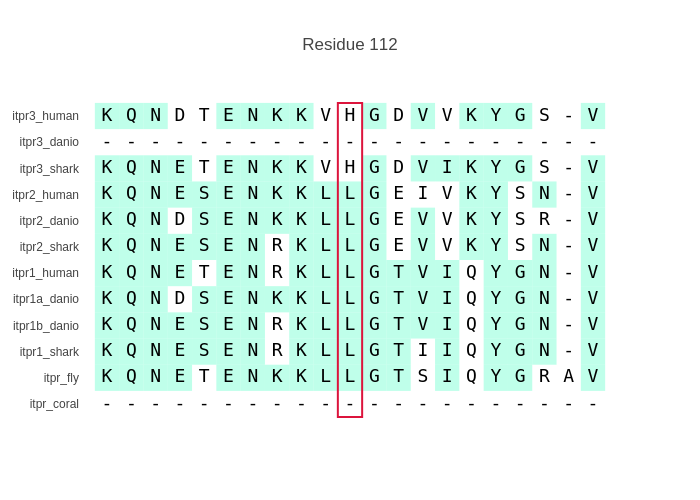 Residue 112
itpr3_human K Q N D T E N K K V H G D V V K Y G S - V
itpr3_danio - - - - - - - - - - - - - - - - - - - - -
itpr3_shark K Q N E T E N K K V H G D V I K Y G S - V
itpr2_human K Q N E S E N K K L L G E I V K Y S N - V
itpr2_danio K Q N D S E N K K L L G E V V K Y S R - V
itpr2_shark K Q N E S E N R K L L G E V V K Y S N - V
itpr1_human K Q N E T E N R K L L G T V I Q Y G N - V
itpr1a_danio K Q N D S E N K K L L G T V I Q Y G N - V
itpr1b_danio K Q N E S E N R K L L G T V I Q Y G N - V
itpr1_shark K Q N E S E N R K L L G T I I Q Y G N - V
itpr_fly K Q N E T E N K K L L G T S I Q Y G R A V
itpr_coral - - - - - - - - - - - - - - - - - - - - -